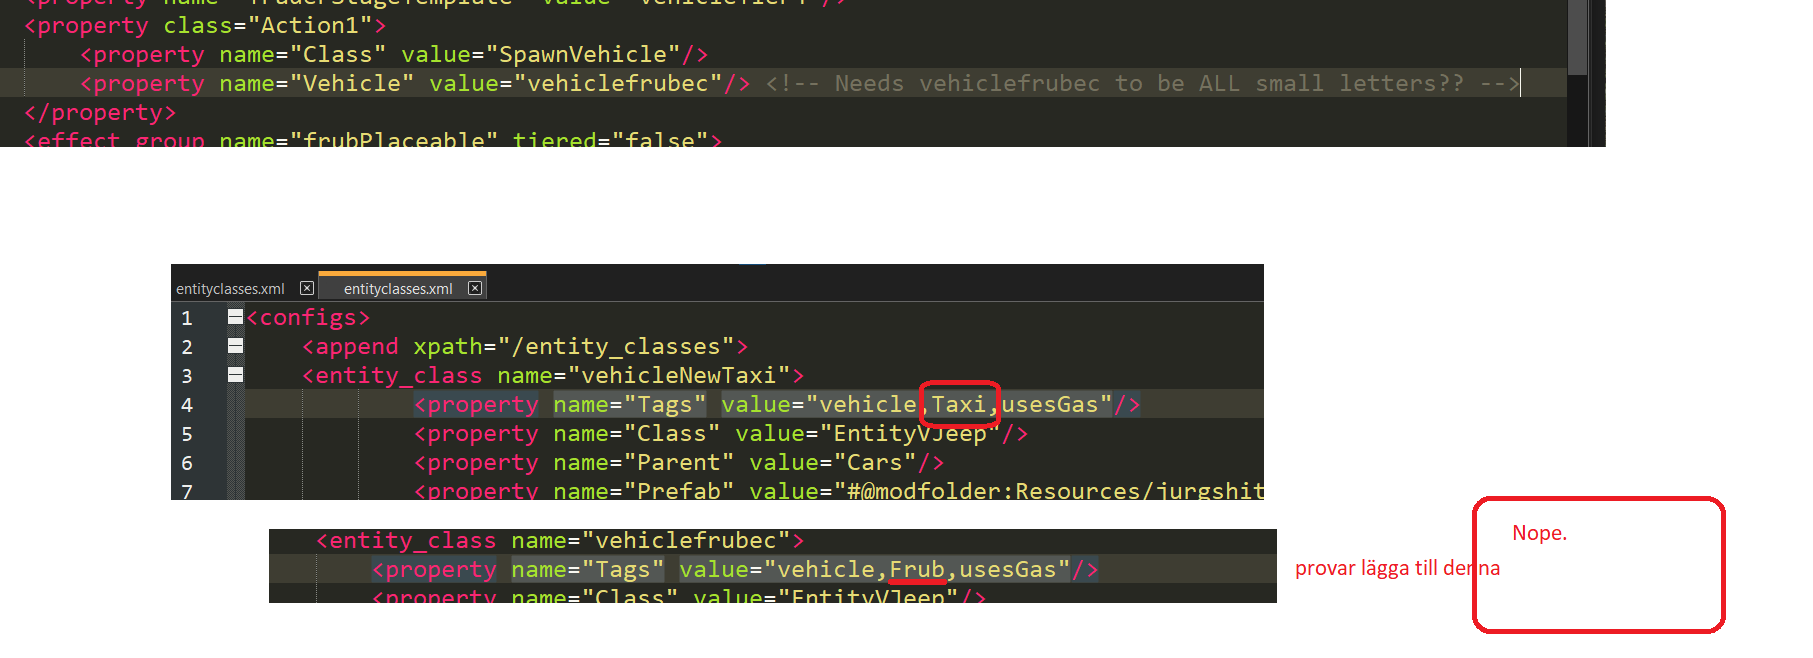 <property class="Action1">
<property name="Class" value="SpawnVehicle"/>
<property name="Vehicle" value="vehiclefrubec"/> <!-- Needs vehiclefrubec to be ALL small letters?? -->
</property>
<effect_group name="frubPlaceable" tiered="false">
entityclasses.xml entityclasses.xml
1 <configs>
2 <append xpath="/entity_classes">
3 <entity_class name="vehicleNewTaxi">
4 <property name="Tags" value="vehicle,Taxi,usesGas"/>
5 <property name="Class" value="EntityVJeep"/>
6 <property name="Parent" value="Cars"/>
7 <property name="Prefab" value="#@modfolder:Resources/jurgshit
<entity_class name="vehiclefrubec">
<property name="Tags" value="vehicle,Frub,usesGas"/>
<property name="Class" value="EntityVJeep"/>
Nope.
provar lägga till denna